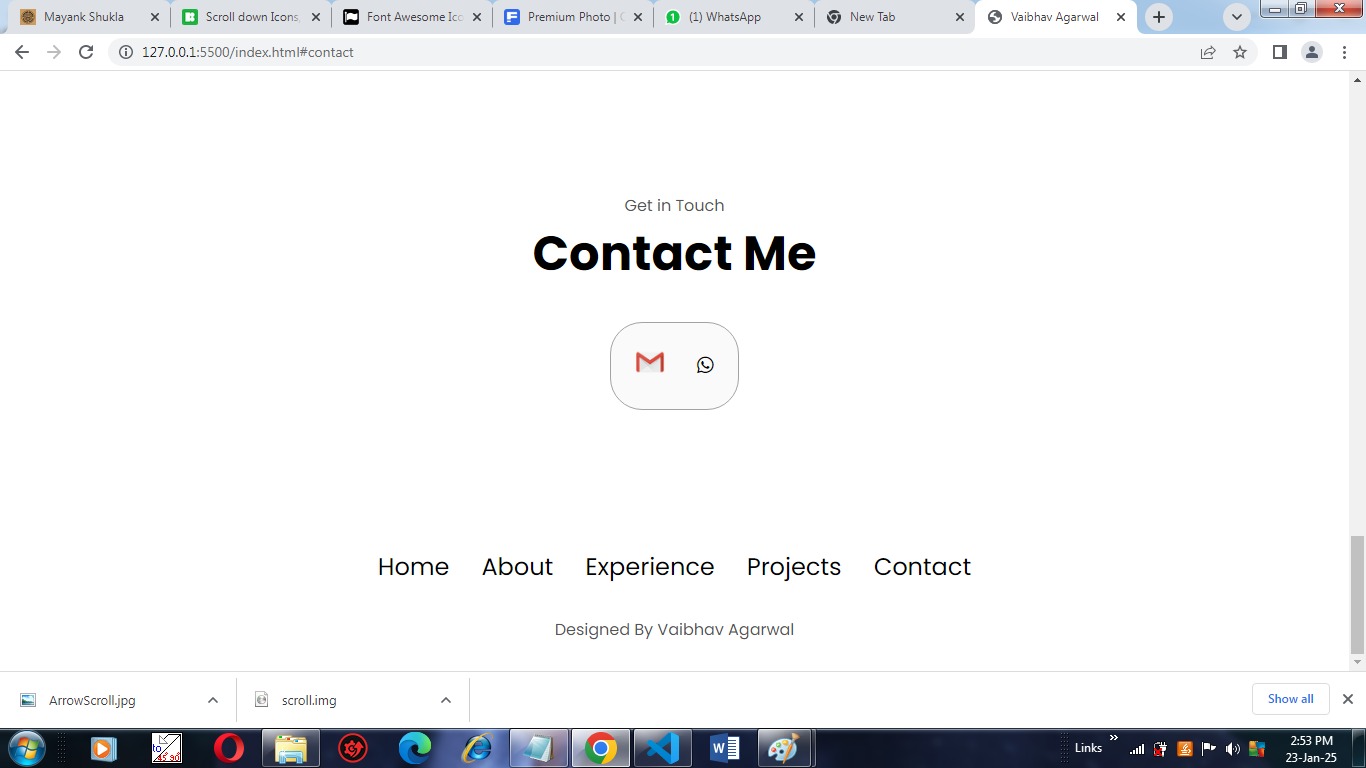 Mayank Shukla
Scroll down Icons,
Font Awesome Ico
Premium Photo |
(1) WhatsApp
New Tab
Vaibhav Agarwal
127.0.0.1:5500/index.html#contact
Get in Touch
Contact Me
Home About Experience Projects Contact
Designed By Vaibhav Agarwal
ArrowScroll.jpg
scroll.img
Show all
Links
2:53 PM
23-Jan-25